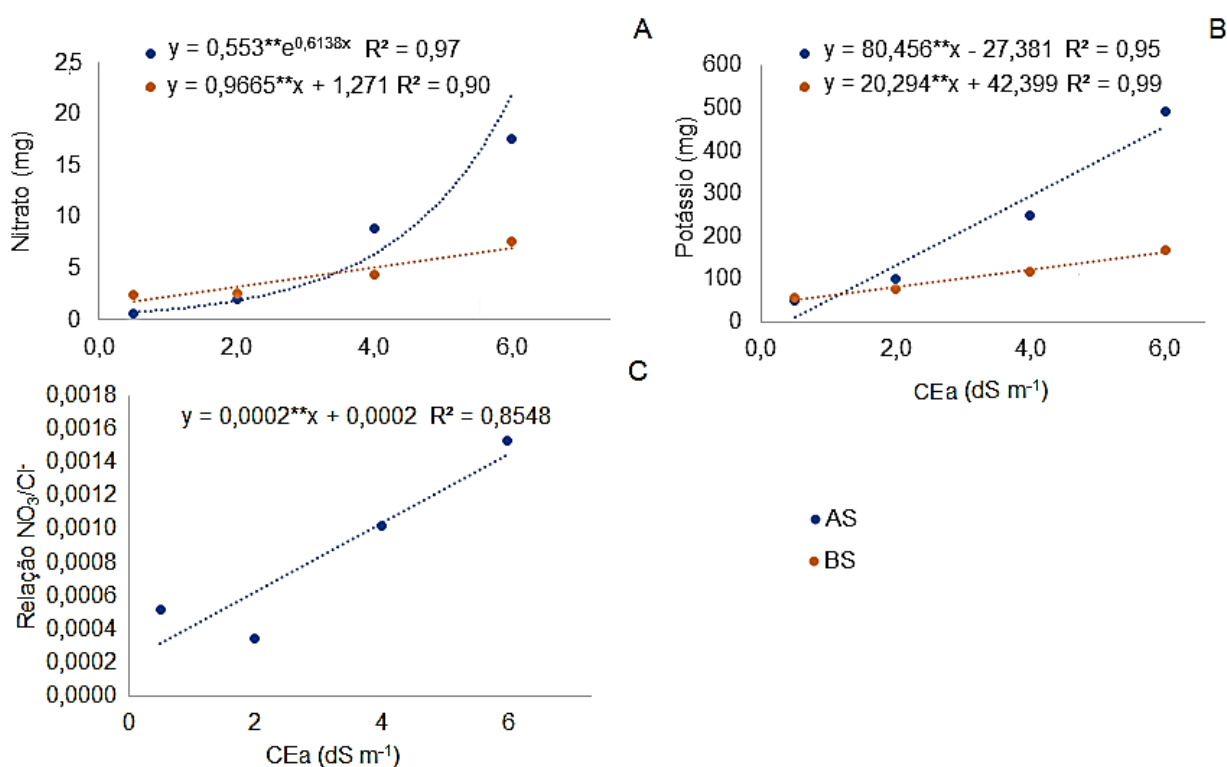 A
y = 0,553**e^0,6138x R² = 0,97
y = 0,9665**x + 1,271 R² = 0,90
Nitrato (mg)
25
20
15
10
5
0
0,0 2,0 4,0 6,0
B
y = 80,456**x - 27,381 R² = 0,95
y = 20,294**x + 42,399 R² = 0,99
Potássio (mg)
600
500
400
300
200
100
0
0,0 2,0 4,0 6,0
CEa (dS m⁻¹)
C
y = 0,0002**x + 0,0002 R² = 0,8548
Relação NO₃/Cl⁻
0,0018
0,0016
0,0014
0,0012
0,0010
0,0008
0,0006
0,0004
0,0002
0,0000
0 2 4 6
CEa (dS m⁻¹)
AS
BS